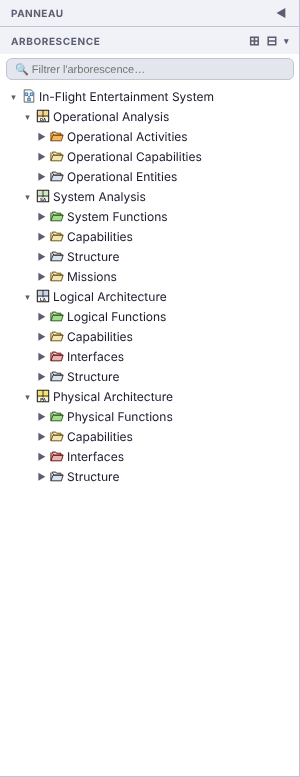 PANNEAU
ARBORESCENCE
Filtrer l'arborescence…
In-Flight Entertainment System
Operational Analysis
Operational Activities
Operational Capabilities
Operational Entities
System Analysis
System Functions
Capabilities
Structure
Missions
Logical Architecture
Logical Functions
Capabilities
Interfaces
Structure
Physical Architecture
Physical Functions
Capabilities
Interfaces
Structure